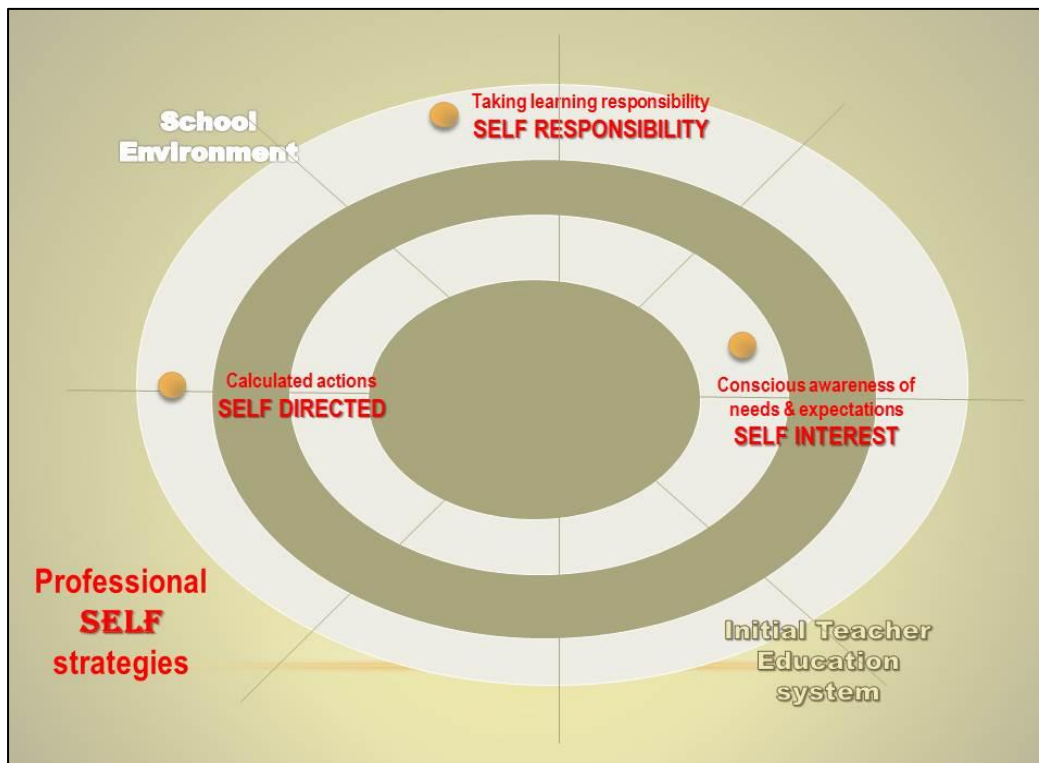 Taking learning responsibility
SELF RESPONSIBILITY
School
Environment
Calculated actions
SELF DIRECTED
Conscious awareness of
needs & expectations
SELF INTEREST
Professional
SELF
strategies
Initial Teacher
Education
system